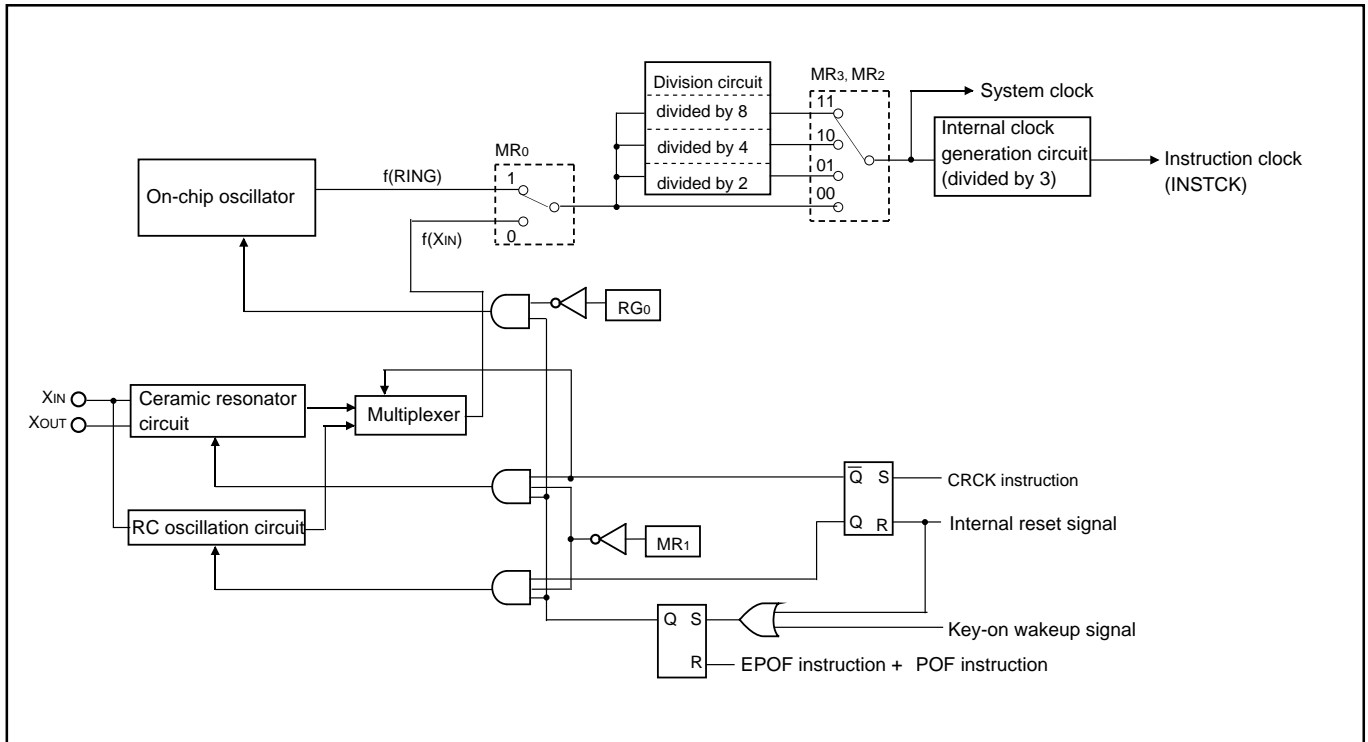 Division circuit
divided by 8
divided by 4
divided by 2
MR3, MR2
11
10
01
00
System clock
Internal clock
generation circuit
(divided by 3)
Instruction clock
(INSTCK)
MR0
1
0
On-chip oscillator
f(RING)
f(XIN)
RG0
XIN
XOUT
Ceramic resonator
circuit
Multiplexer
RC oscillation circuit
MR1
Q S
Q R
CRCK instruction
Internal reset signal
Q S
R
Key-on wakeup signal
EPOF instruction + POF instruction